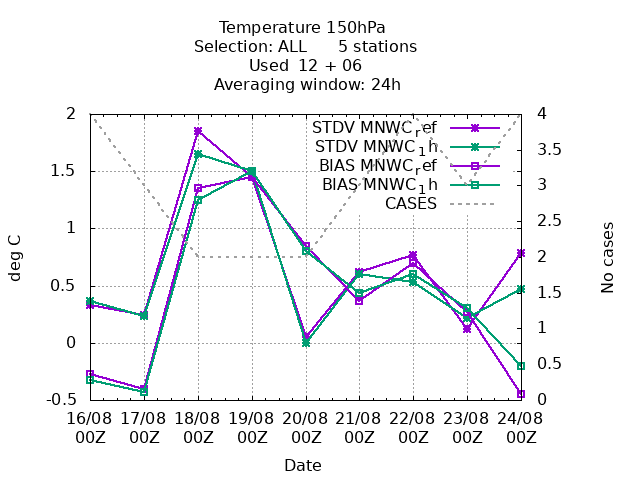 Temperature 150hPa
Selection: ALL      5 stations
Used  12 + 06
Averaging window: 24h
STDV MNWC_ref
STDV MNWC_1h
BIAS MNWC_ref
BIAS MNWC_1h
CASES
deg C
2
1.5
1
0.5
0
-0.5
4
3.5
3
2.5
2
1.5
1
0.5
0
No cases
16/08 17/08 18/08 19/08 20/08 21/08 22/08 23/08 24/08
00Z 00Z 00Z 00Z 00Z 00Z 00Z 00Z 00Z
Date